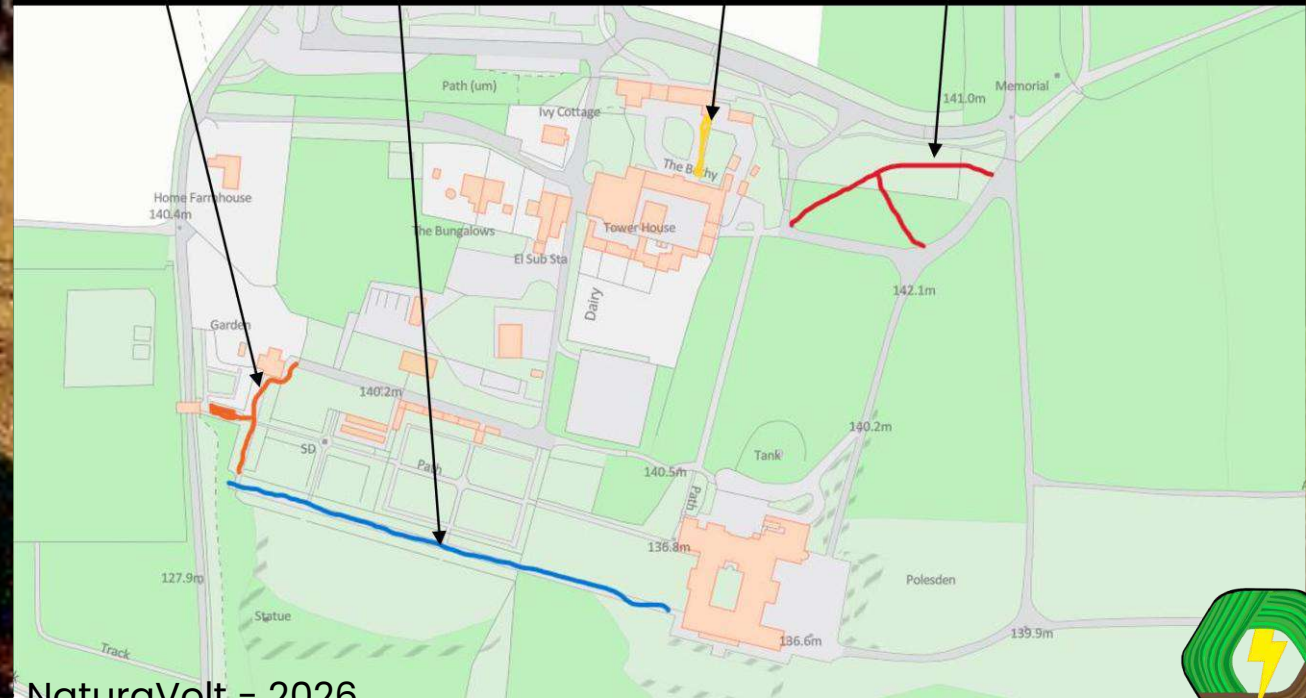 Path (um)
Ivy Cottage
Memorial
141.0m
The Bothy
Home Farmhouse
140.4m
The Bungalows
Tower House
El Sub Sta
142.1m
Dairy
Garden
140.2m
140.2m
SD
Path
Tank
140.5m
Path
136.8m
127.9m
Polesden
Statue
136.6m
139.9m
Track
NaturaVolt - 2026